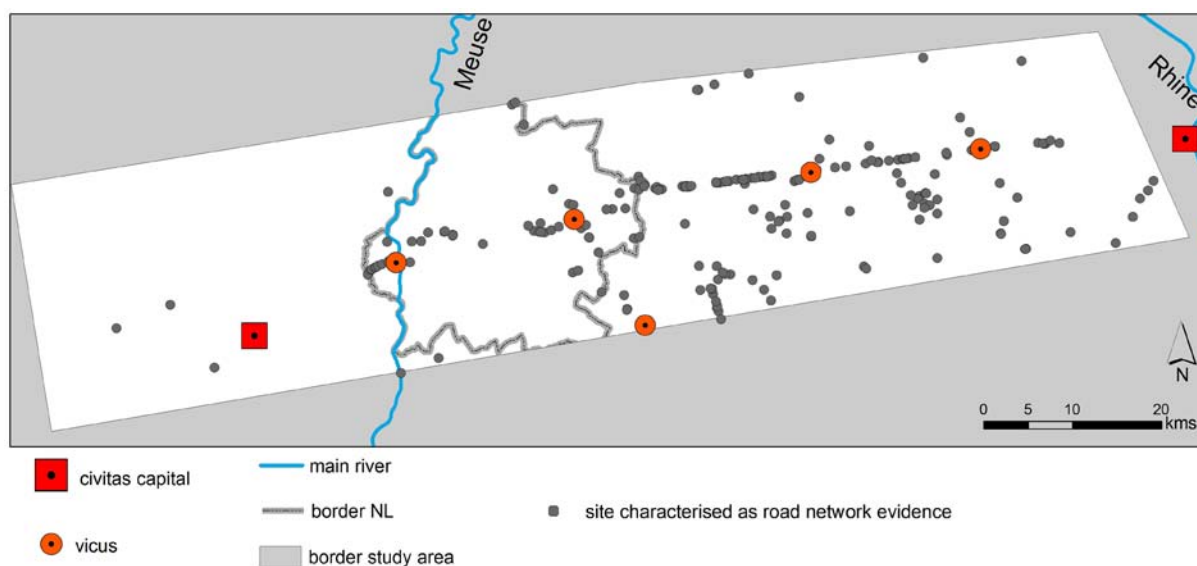 Meuse
Rhine
N
0 5 10 20
kms
civitas capital
vicus
main river
border NL
border study area
site characterised as road network evidence